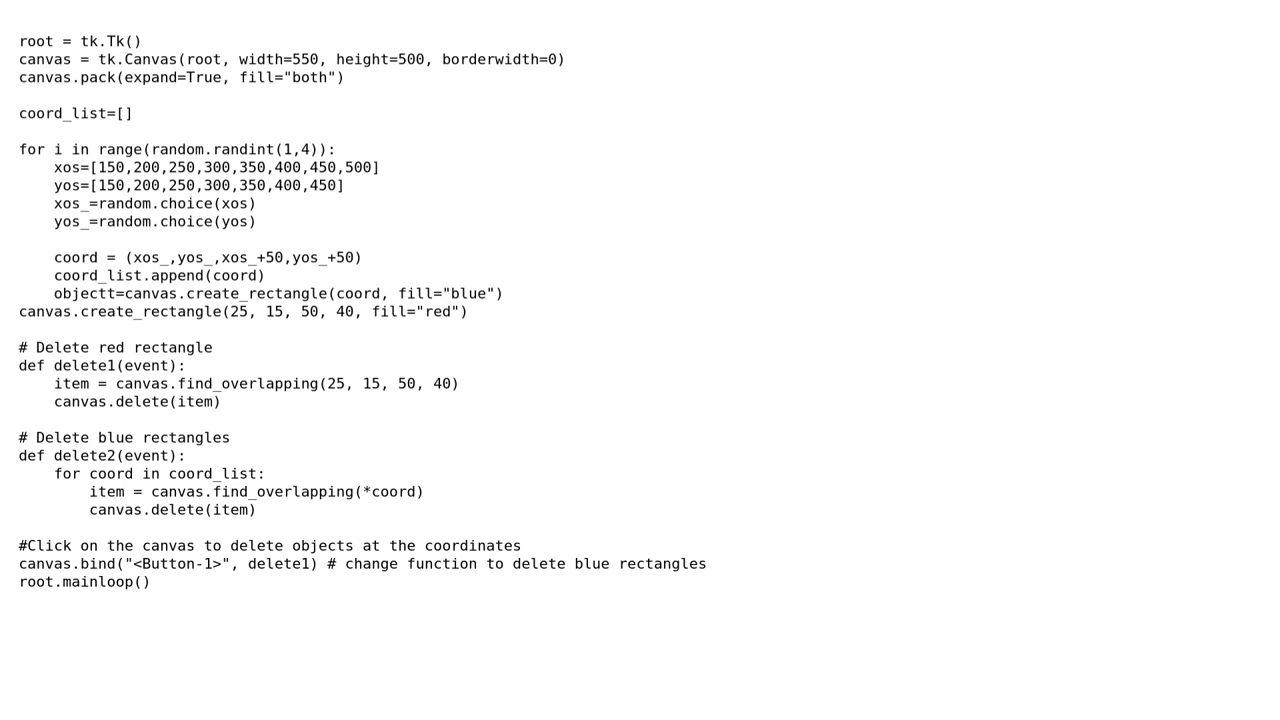 root = tk.Tk()
canvas = tk.Canvas(root, width=550, height=500, borderwidth=0)
canvas.pack(expand=True, fill="both")

coord_list=[]

for i in range(random.randint(1,4)):
    xos=[150,200,250,300,350,400,450,500]
    yos=[150,200,250,300,350,400,450]
    xos_=random.choice(xos)
    yos_=random.choice(yos)

    coord = (xos_,yos_,xos_+50,yos_+50)
    coord_list.append(coord)
    objectt=canvas.create_rectangle(coord, fill="blue")
canvas.create_rectangle(25, 15, 50, 40, fill="red")

# Delete red rectangle
def delete1(event):
    item = canvas.find_overlapping(25, 15, 50, 40)
    canvas.delete(item)

# Delete blue rectangles
def delete2(event):
    for coord in coord_list:
        item = canvas.find_overlapping(*coord)
        canvas.delete(item)

#Click on the canvas to delete objects at the coordinates
canvas.bind("<Button-1>", delete1) # change function to delete blue rectangles
root.mainloop()